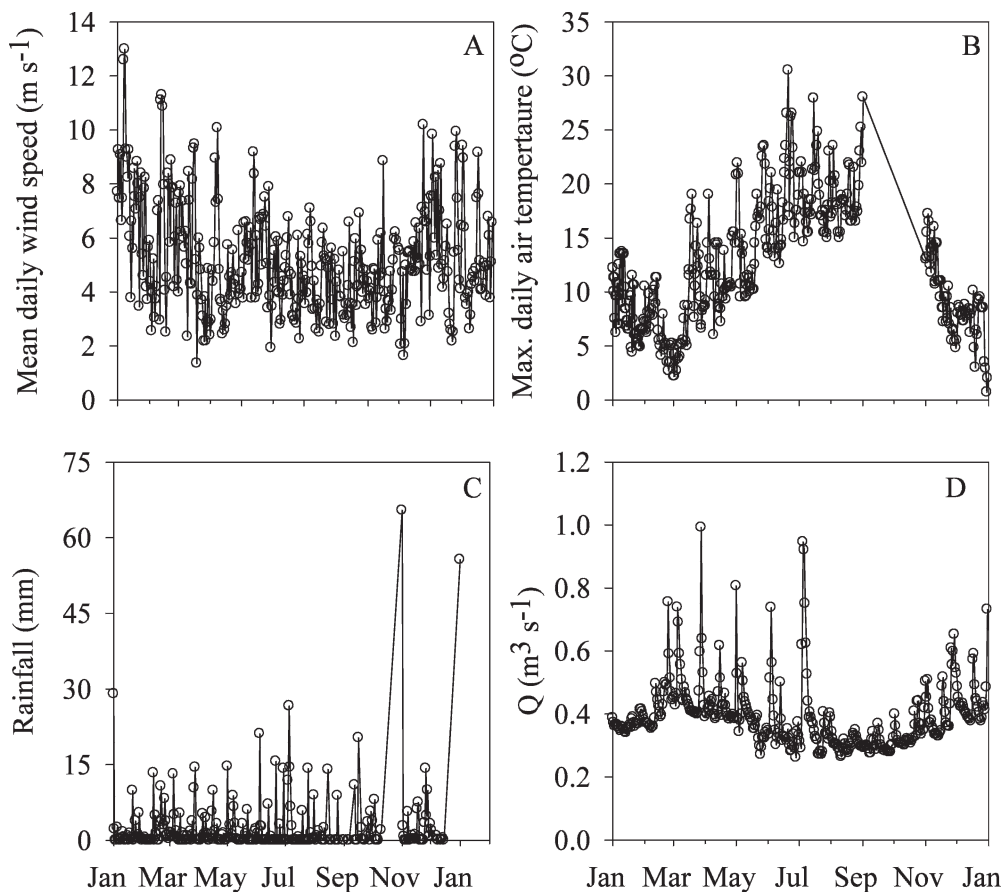 A
Mean daily wind speed (m s-1)
14
12
10
8
6
4
2
0
B
Max. daily air tempertaure (oC)
35
30
25
20
15
10
5
0
C
Rainfall (mm)
75
60
45
30
15
0
Jan Mar May Jul Sep Nov Jan
D
Q (m3 s-1)
1.2
1.0
0.8
0.6
0.4
0.2
0.0
Jan Mar May Jul Sep Nov Jan